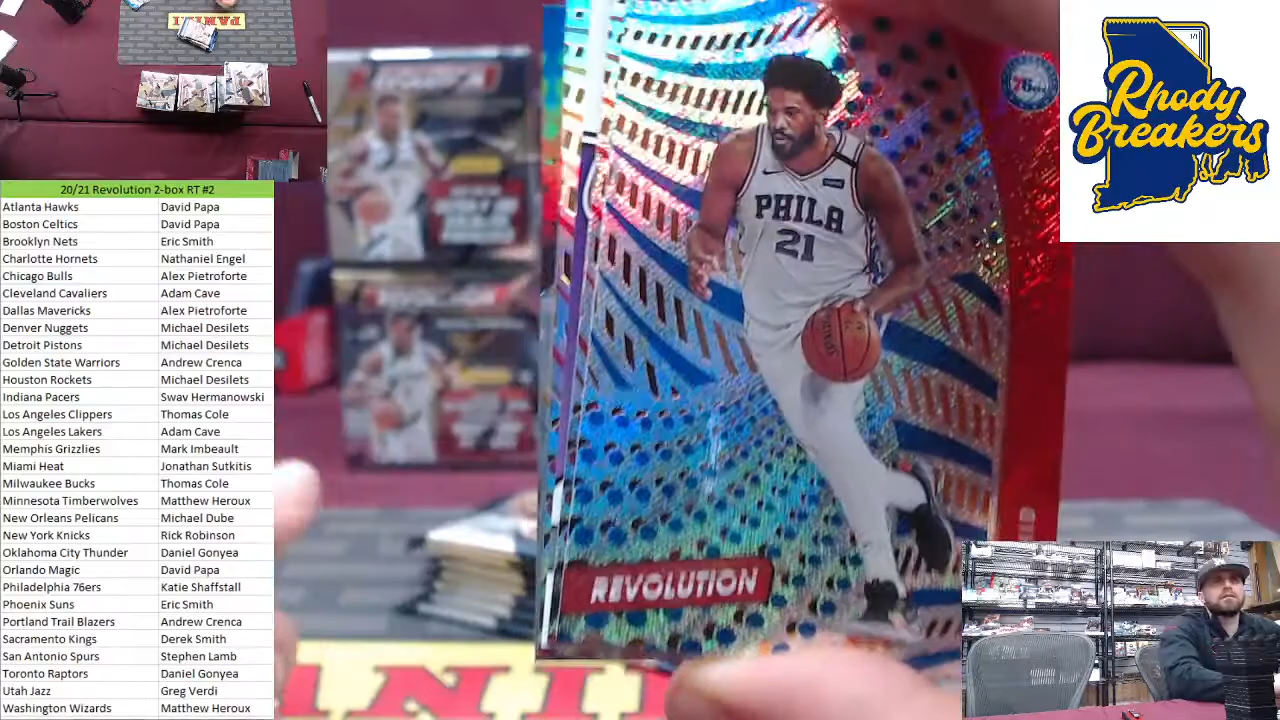 PANINI
20/21 Revolution 2-box RT #2
Atlanta Hawks David Papa
Boston Celtics David Papa
Brooklyn Nets Eric Smith
Charlotte Hornets Nathaniel Engel
Chicago Bulls Alex Pietroforte
Cleveland Cavaliers Adam Cave
Dallas Mavericks Alex Pietroforte
Denver Nuggets Michael Desilets
Detroit Pistons Michael Desilets
Golden State Warriors Andrew Crenca
Houston Rockets Michael Desilets
Indiana Pacers Swav Hermanowski
Los Angeles Clippers Thomas Cole
Los Angeles Lakers Adam Cave
Memphis Grizzlies Mark Imbeault
Miami Heat Jonathan Sutkitis
Milwaukee Bucks Thomas Cole
Minnesota Timberwolves Matthew Heroux
New Orleans Pelicans Michael Dube
New York Knicks Rick Robinson
Oklahoma City Thunder Daniel Gonyea
Orlando Magic David Papa
Philadelphia 76ers Katie Shaffstall
Phoenix Suns Eric Smith
Portland Trail Blazers Andrew Crenca
Sacramento Kings Derek Smith
San Antonio Spurs Stephen Lamb
Toronto Raptors Daniel Gonyea
Utah Jazz Greg Verdi
Washington Wizards Matthew Heroux
76ers
PHILA
21
REVOLUTION
PANINI
Rhody
Breakers